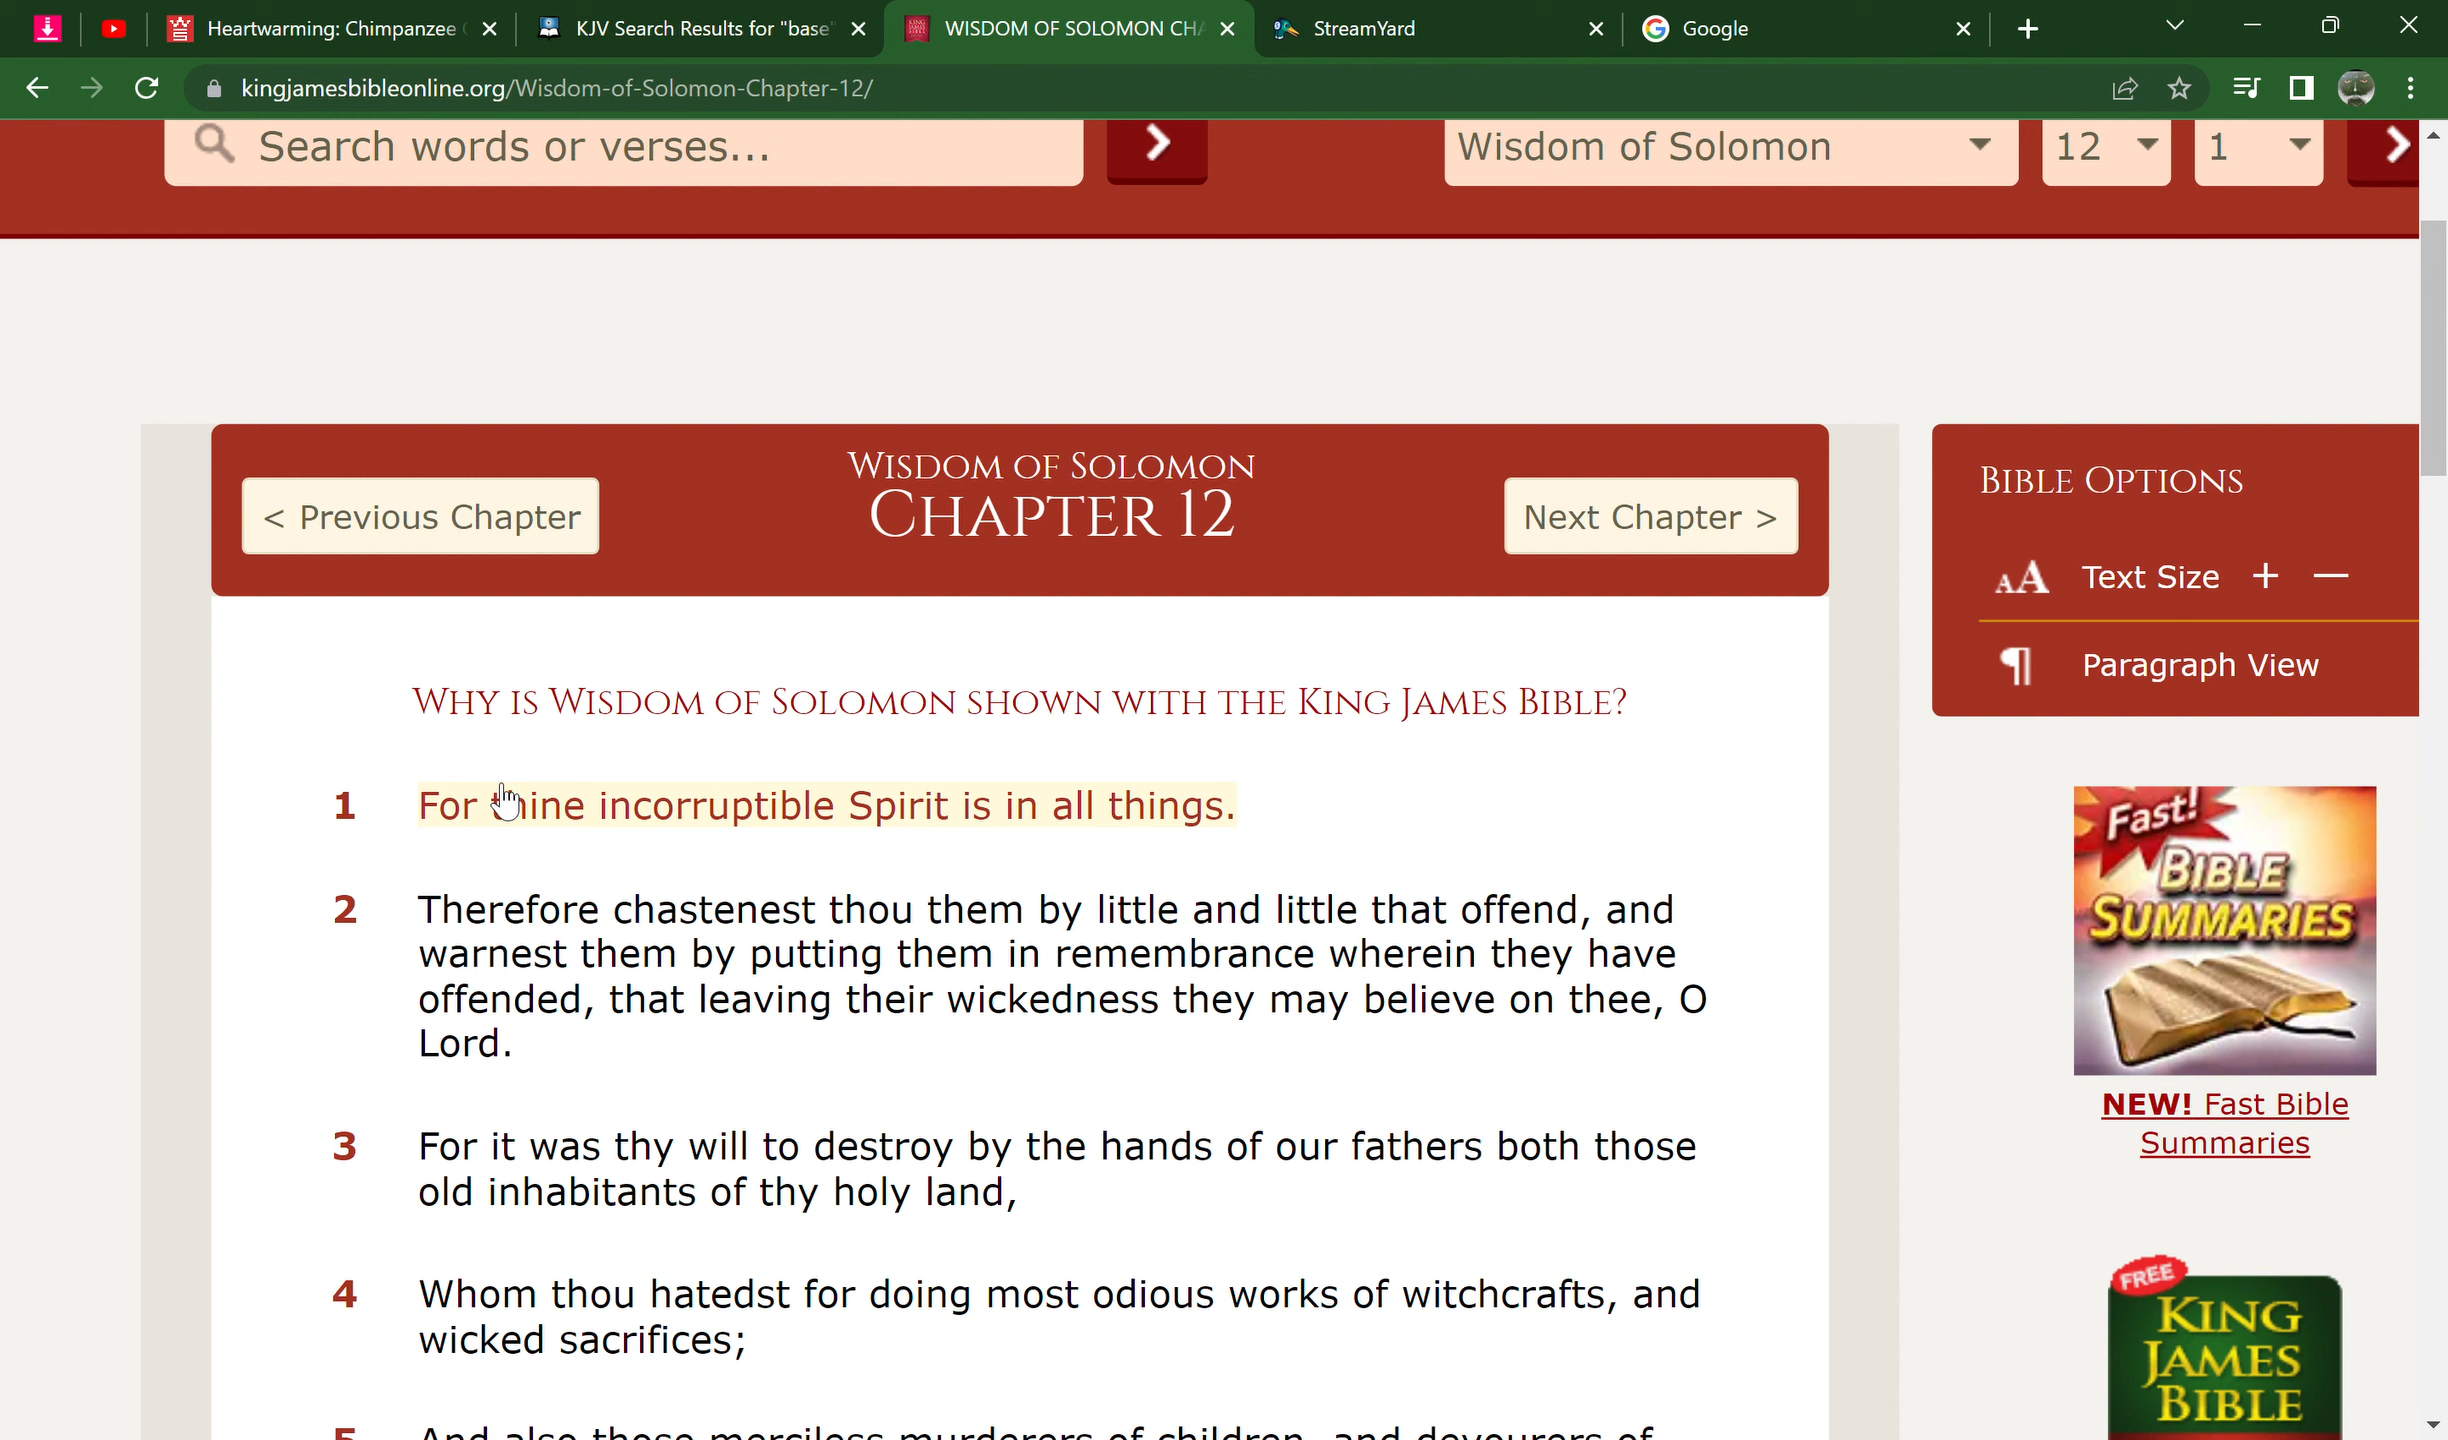 Heartwarming: Chimpanzee
KJV Search Results for "base"
WISDOM OF SOLOMON CHA
StreamYard
Google
kingjamesbibleonline.org/Wisdom-of-Solomon-Chapter-12/
Search words or verses...
Wisdom of Solomon
12
1
< Previous Chapter
WISDOM OF SOLOMON
CHAPTER 12
Next Chapter >
BIBLE OPTIONS
AA Text Size + —
¶ Paragraph View
WHY IS WISDOM OF SOLOMON SHOWN WITH THE KING JAMES BIBLE?
1 For thine incorruptible Spirit is in all things.
2 Therefore chastenest thou them by little and little that offend, and
warnest them by putting them in remembrance wherein they have
offended, that leaving their wickedness they may believe on thee, O
Lord.
3 For it was thy will to destroy by the hands of our fathers both those
old inhabitants of thy holy land,
4 Whom thou hatedst for doing most odious works of witchcrafts, and
wicked sacrifices;
5 And also those merciless murderers of children, and devourers of
Fast!
BIBLE
SUMMARIES
NEW! Fast Bible
Summaries
FREE
KING
JAMES
BIBLE